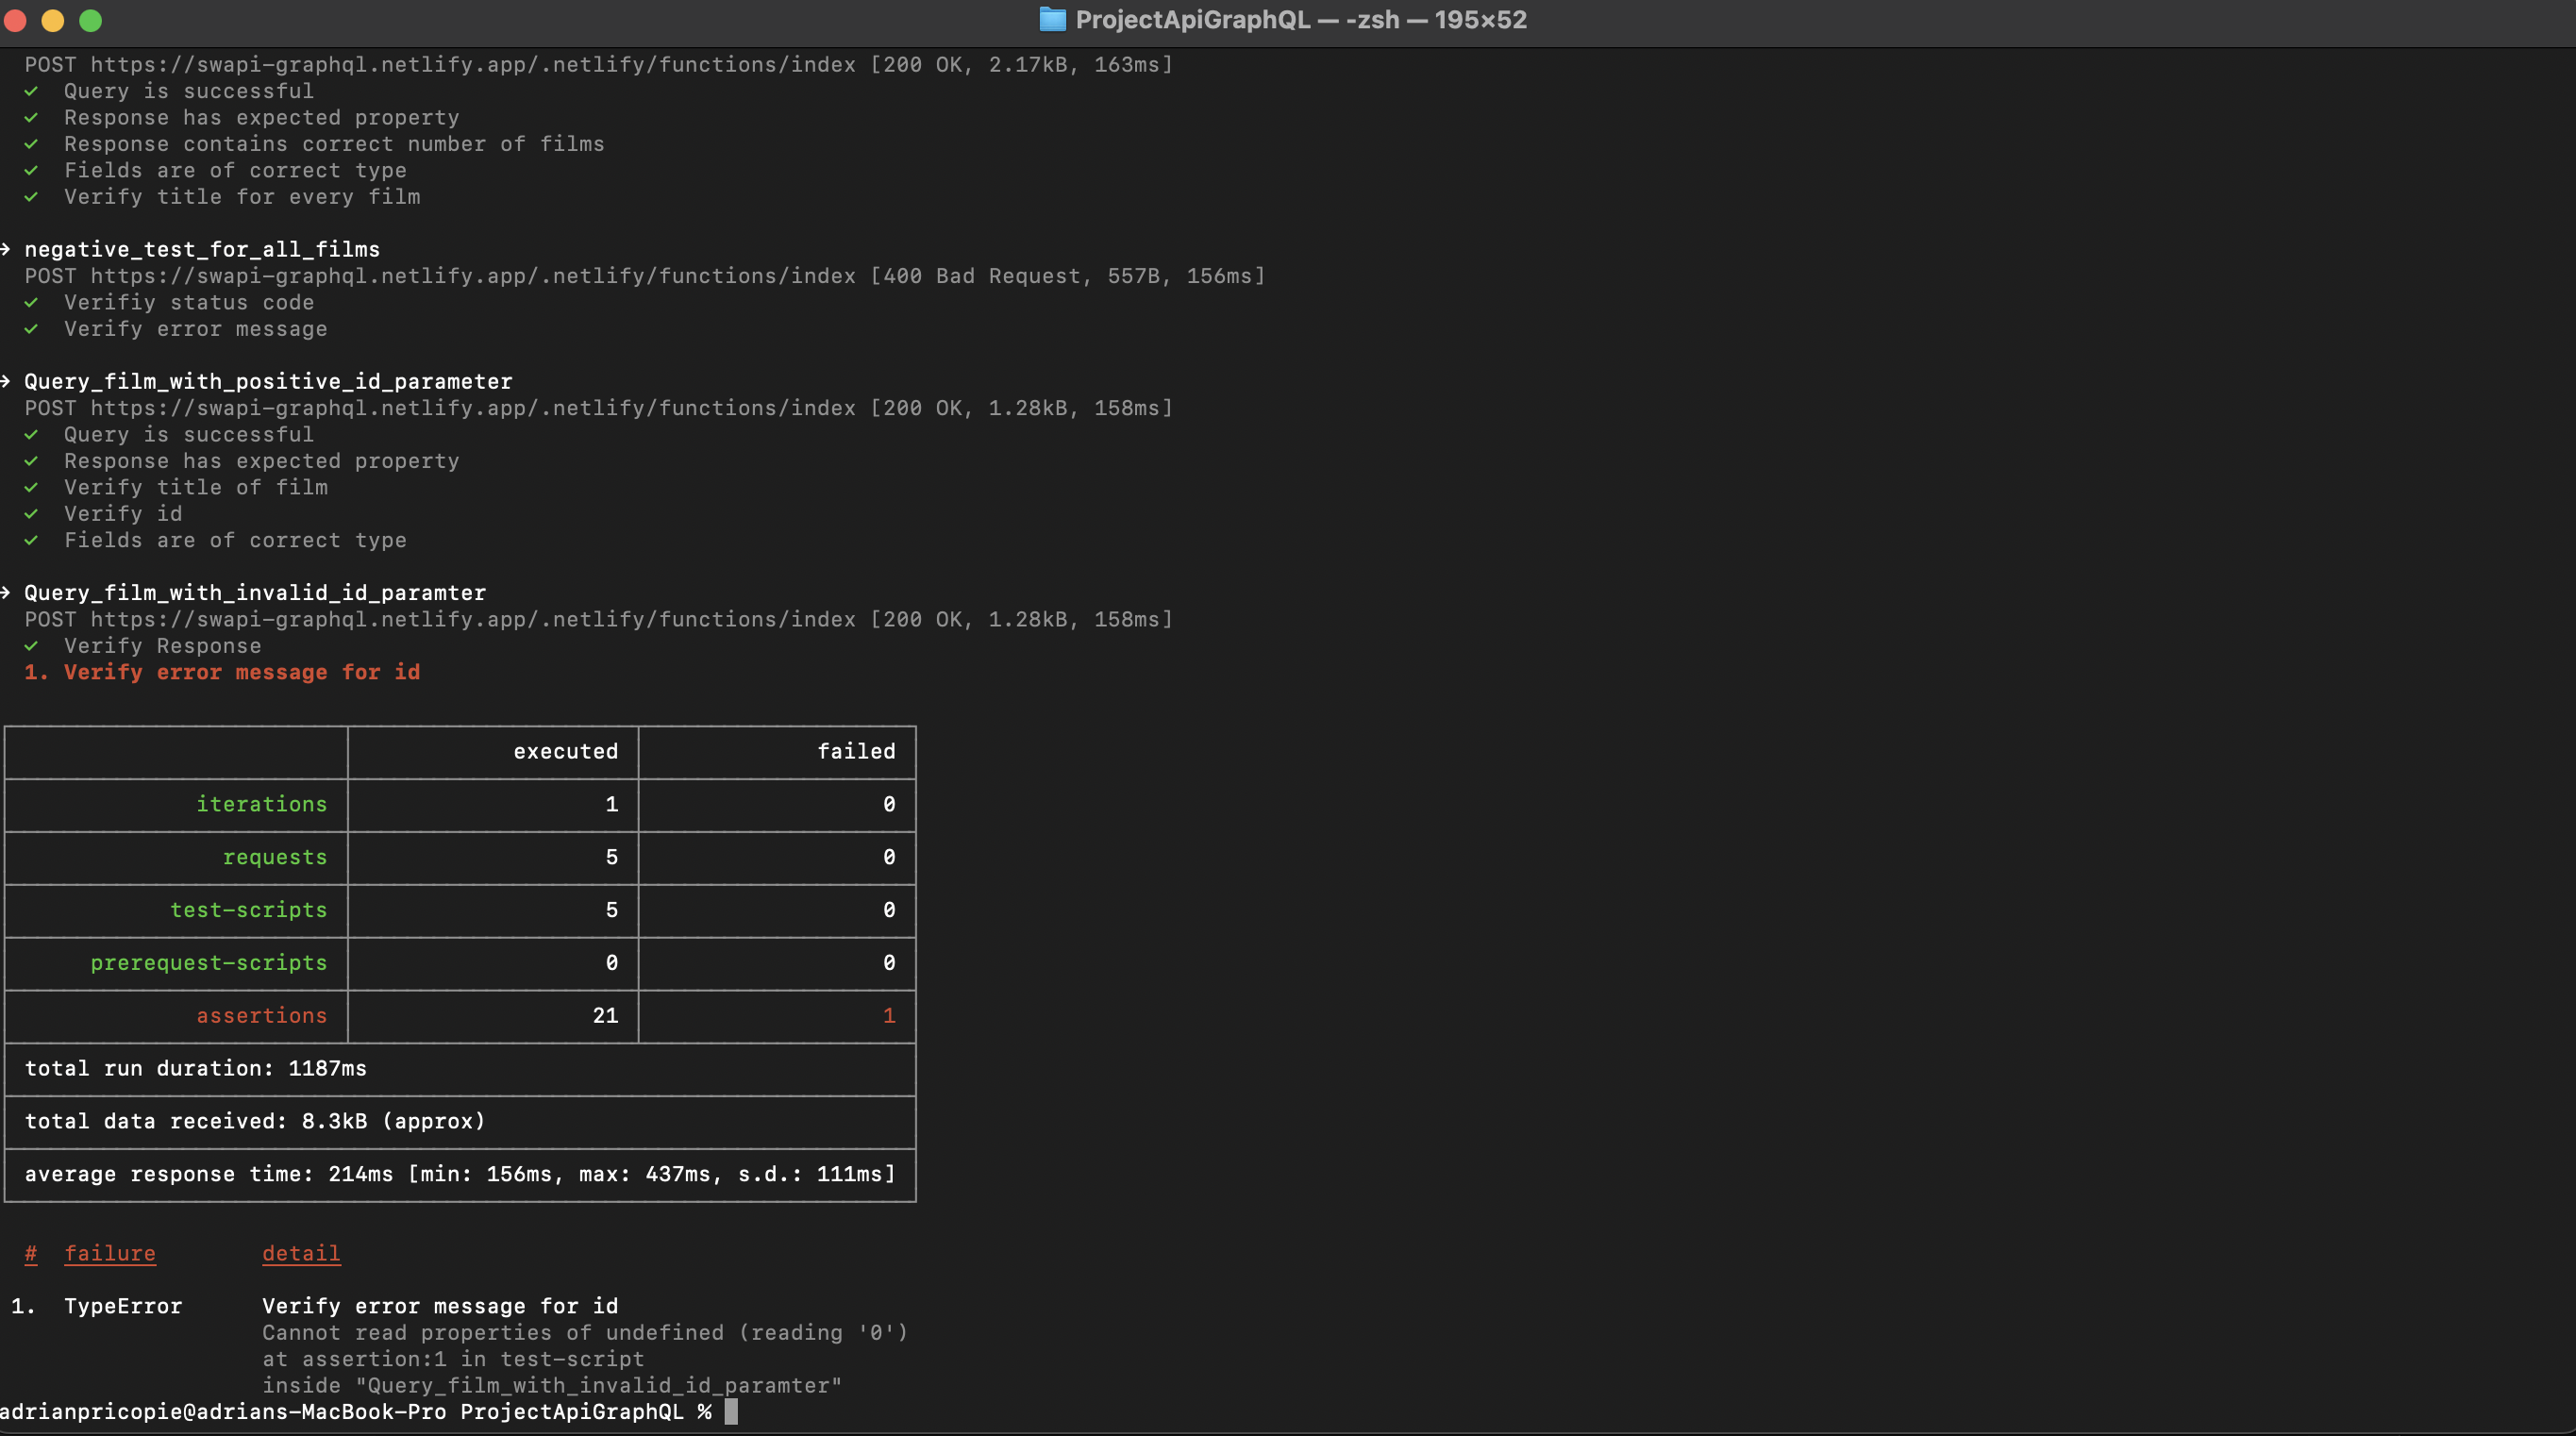 ProjectApiGraphQL — -zsh — 195×52
POST https://swapi-graphql.netlify.app/.netlify/functions/index [200 OK, 2.17kB, 163ms]
✓ Query is successful
✓ Response has expected property
✓ Response contains correct number of films
✓ Fields are of correct type
✓ Verify title for every film
→ negative_test_for_all_films
POST https://swapi-graphql.netlify.app/.netlify/functions/index [400 Bad Request, 557B, 156ms]
✓ Verifiy status code
✓ Verify error message
→ Query_film_with_positive_id_parameter
POST https://swapi-graphql.netlify.app/.netlify/functions/index [200 OK, 1.28kB, 158ms]
✓ Query is successful
✓ Response has expected property
✓ Verify title of film
✓ Verify id
✓ Fields are of correct type
→ Query_film_with_invalid_id_paramter
POST https://swapi-graphql.netlify.app/.netlify/functions/index [200 OK, 1.28kB, 158ms]
✓ Verify Response
1. Verify error message for id
executed failed
iterations 1 0
requests 5 0
test-scripts 5 0
prerequest-scripts 0 0
assertions 21 1
total run duration: 1187ms
total data received: 8.3kB (approx)
average response time: 214ms [min: 156ms, max: 437ms, s.d.: 111ms]
# failure detail
1. TypeError Verify error message for id
Cannot read properties of undefined (reading '0')
at assertion:1 in test-script
inside "Query_film_with_invalid_id_paramter"
adrianpricopie@adrians-MacBook-Pro ProjectApiGraphQL %